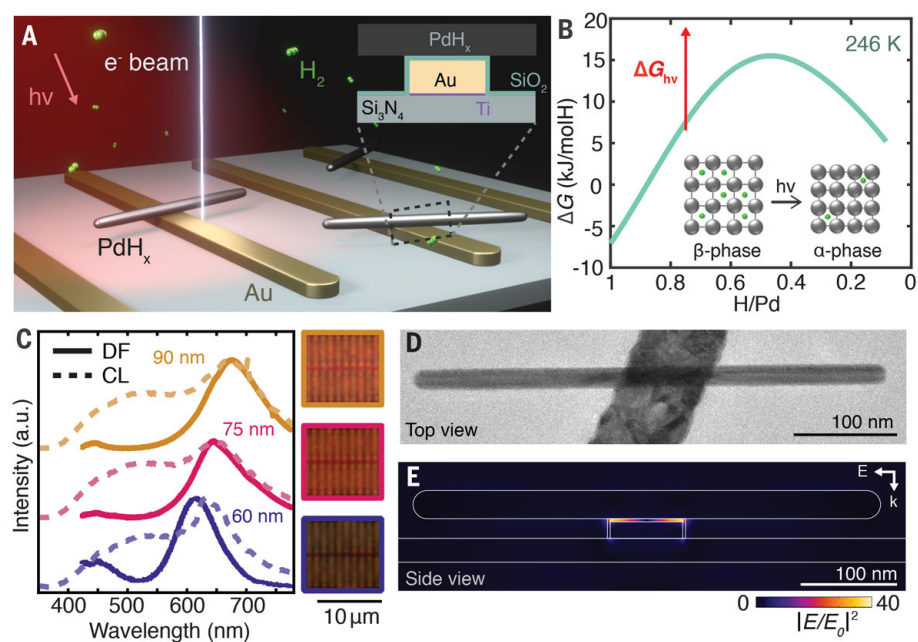 A
e⁻ beam
hν
H₂
PdHₓ
Au
PdHₓ
Au
SiO₂
Si₃N₄
Ti
B
246 K
ΔG_hν
ΔG (kJ/molH)
20
15
10
5
0
-5
-10
hν
β-phase
α-phase
1
0.8
0.6
0.4
0.2
0
H/Pd
C
DF
CL
90 nm
75 nm
60 nm
Intensity (a.u.)
400
500
600
700
Wavelength (nm)
10 μm
D
Top view
100 nm
E
E
k
Side view
100 nm
0
40
|E/E₀|²